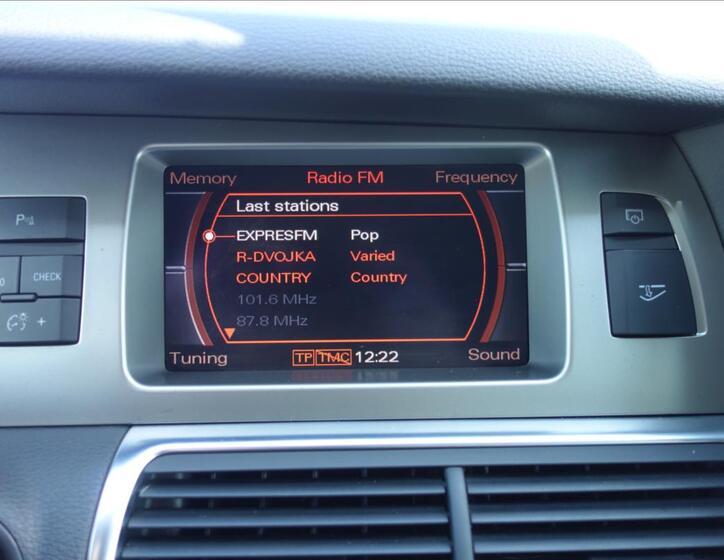 Memory Radio FM Frequency
Last stations
EXPRESFM Pop
R-DVOJKA Varied
COUNTRY Country
101.6 MHz
87.8 MHz
Tuning TP TMC 12:22 Sound
P
CHECK
+